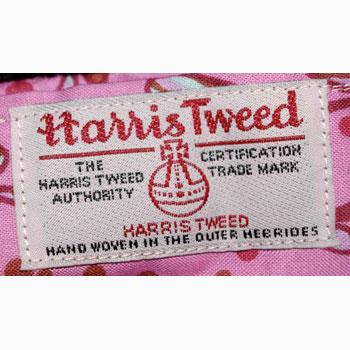 Harris Tweed
THE HARRIS TWEED AUTHORITY
CERTIFICATION TRADE MARK
HARRIS TWEED
HAND WOVEN IN THE OUTER HEBRIDES